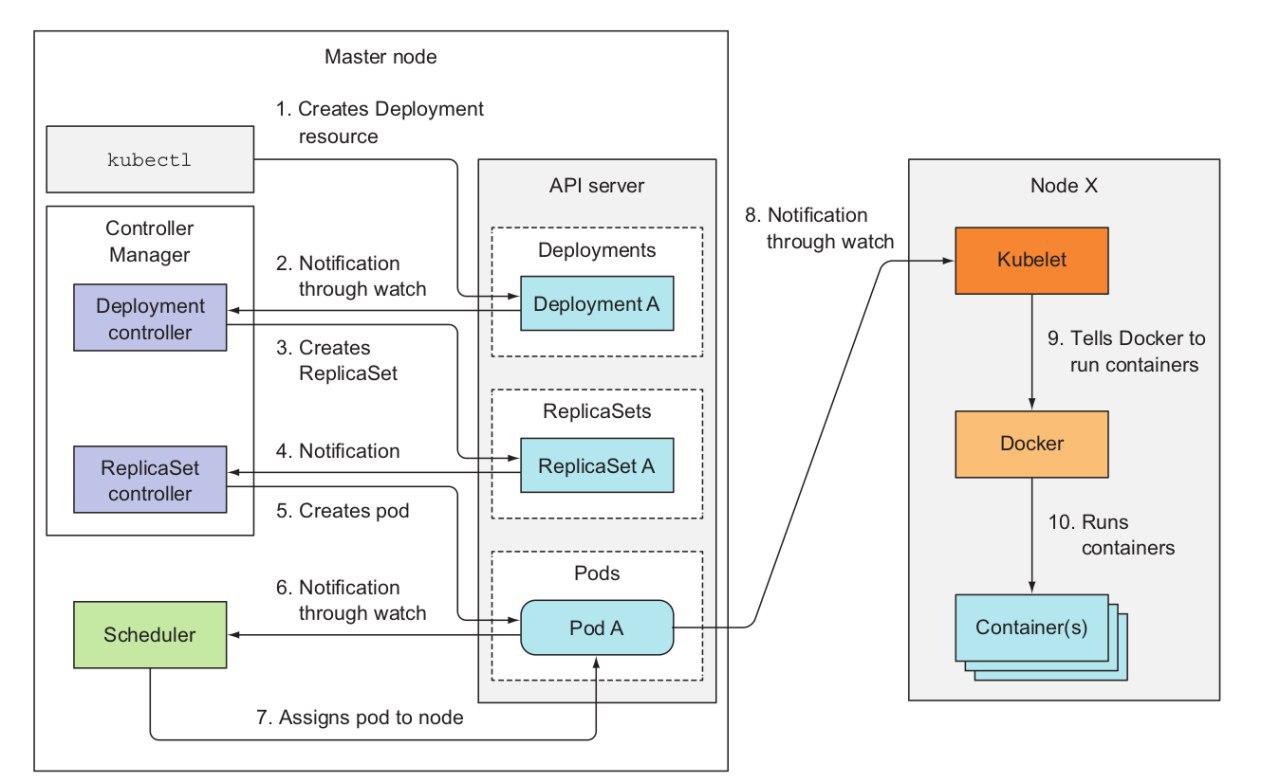 Master node
1. Creates Deployment
resource
kubectl
API server
Controller
Manager
Deployments
2. Notification
through watch
Deployment
controller
Deployment A
3. Creates
ReplicaSet
ReplicaSets
4. Notification
ReplicaSet
controller
ReplicaSet A
5. Creates pod
Pods
6. Notification
through watch
Scheduler
Pod A
7. Assigns pod to node
8. Notification
through watch
Node X
Kubelet
9. Tells Docker to
run containers
Docker
10. Runs
containers
Container(s)